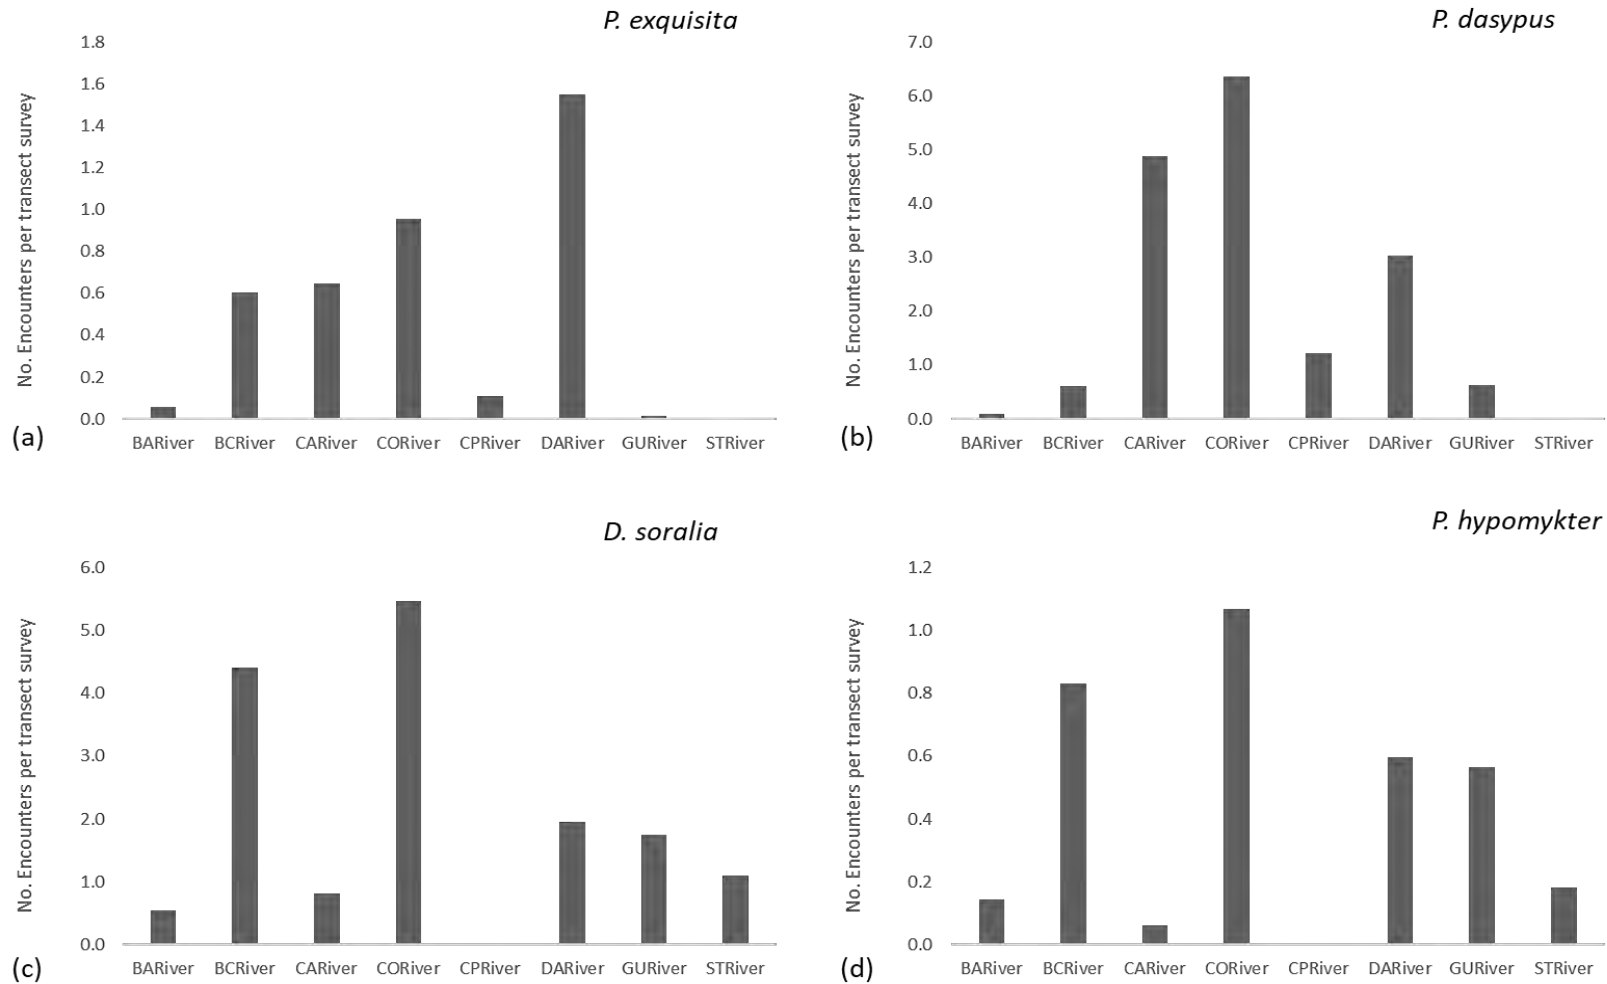 P. exquisita
1.8
1.6
1.4
1.2
1.0
0.8
0.6
0.4
0.2
0.0
No. Encounters per transect survey
BARiver BCRiver CARiver CORiver CPRiver DARiver GURiver STRiver
(a)
P. dasypus
7.0
6.0
5.0
4.0
3.0
2.0
1.0
0.0
No. Encounters per transect survey
BARiver BCRiver CARiver CORiver CPRiver DARiver GURiver STRiver
(b)
D. soralia
6.0
5.0
4.0
3.0
2.0
1.0
0.0
No. Encounters per transect survey
BARiver BCRiver CARiver CORiver CPRiver DARiver GURiver STRiver
(c)
P. hypomykter
1.2
1.0
0.8
0.6
0.4
0.2
0.0
No. Encounters per transect survey
BARiver BCRiver CARiver CORiver CPRiver DARiver GURiver STRiver
(d)